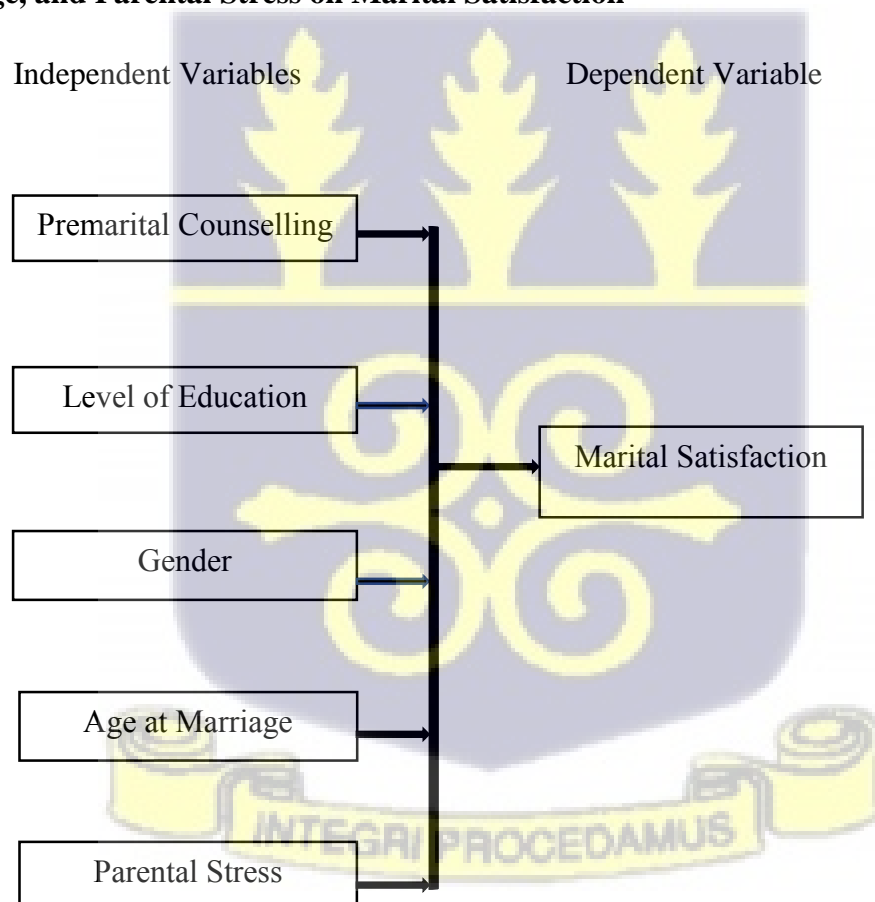 ge, and Parental Stress on Marital Satisfaction
Independent Variables Dependent Variable
Premarital Counselling
Level of Education
Marital Satisfaction
Gender
Age at Marriage
Parental Stress
INTEGRI PROCEDAMUS